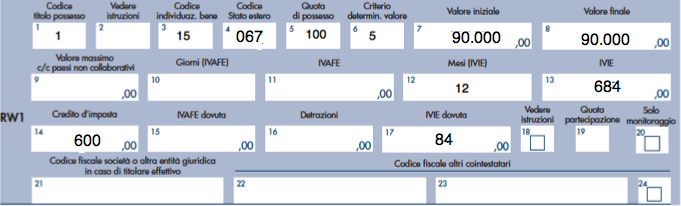 Codice titolo possesso Vedere istruzioni Codice individuaz. bene Codice Stato estero Quota di possesso Criterio determin. valore Valore iniziale Valore finale
1 1 2 3 15 4 067 5 100 6 5 7 90.000 ,00 8 90.000 ,00
Valore massimo c/c paesi non collaborativi Giorni (IVAFE) IVAFE Mesi (IVIE) IVIE
9 ,00 10 11 ,00 12 12 13 684 ,00
RW1 Credito d'imposta IVAFE dovuta Detrazioni IVIE dovuta Vedere istruzioni Quota partecipazione Solo monitoraggio
14 600 ,00 15 ,00 16 ,00 17 84 ,00 18 19 20
Codice fiscale società o altra entità giuridica in caso di titolare effettivo Codice fiscale altri cointestatari
21 22 23 24